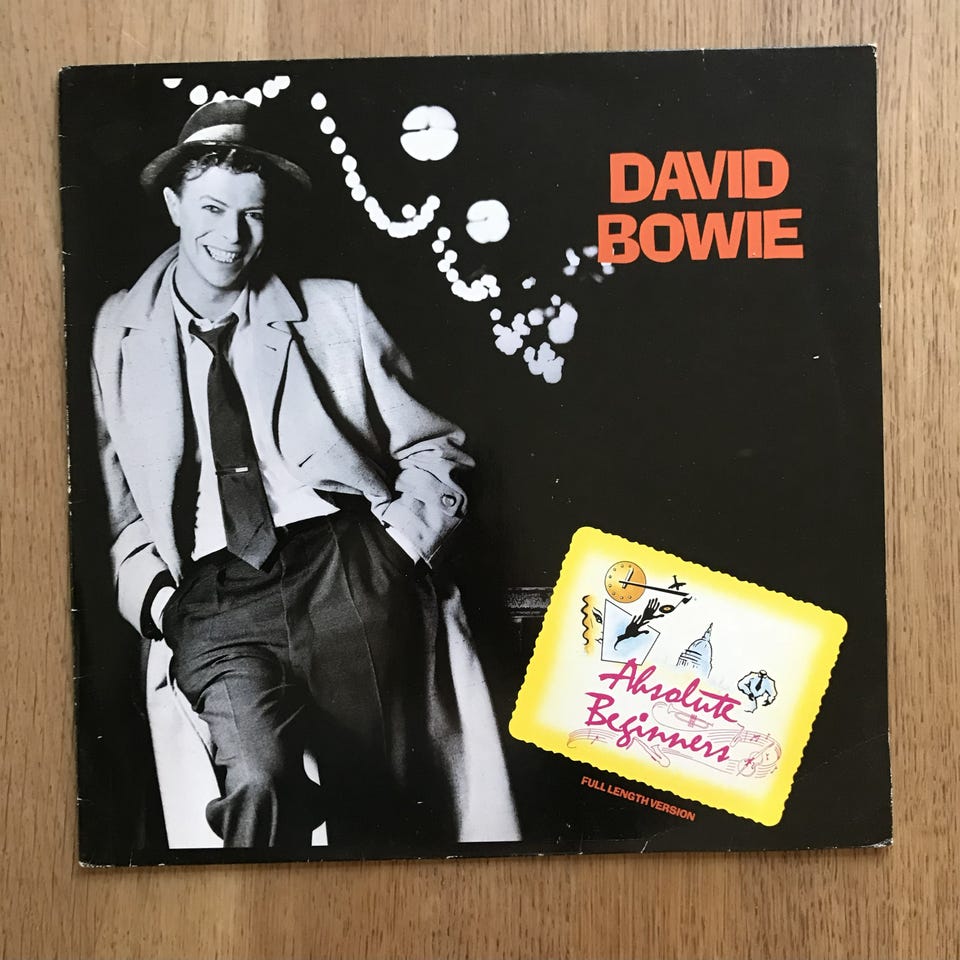 DAVID
BOWIE
Absolute
Beginners
FULL LENGTH VERSION